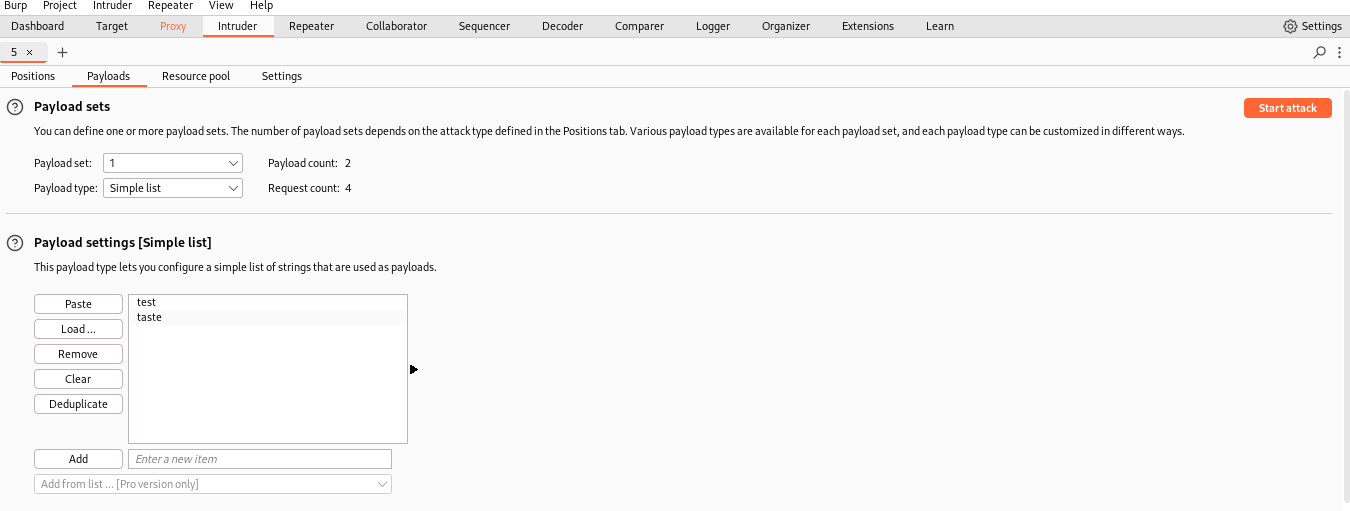 Burp Project Intruder Repeater View Help
Dashboard Target Proxy Intruder Repeater Collaborator Sequencer Decoder Comparer Logger Organizer Extensions Learn Settings
5 × +
Positions Payloads Resource pool Settings
? Payload sets Start attack
You can define one or more payload sets. The number of payload sets depends on the attack type defined in the Positions tab. Various payload types are available for each payload set, and each payload type can be customized in different ways.
Payload set: 1 Payload count: 2
Payload type: Simple list Request count: 4
? Payload settings [Simple list]
This payload type lets you configure a simple list of strings that are used as payloads.
Paste test
taste
Load ...
Remove
Clear
Deduplicate
Add Enter a new item
Add from list ... [Pro version only]